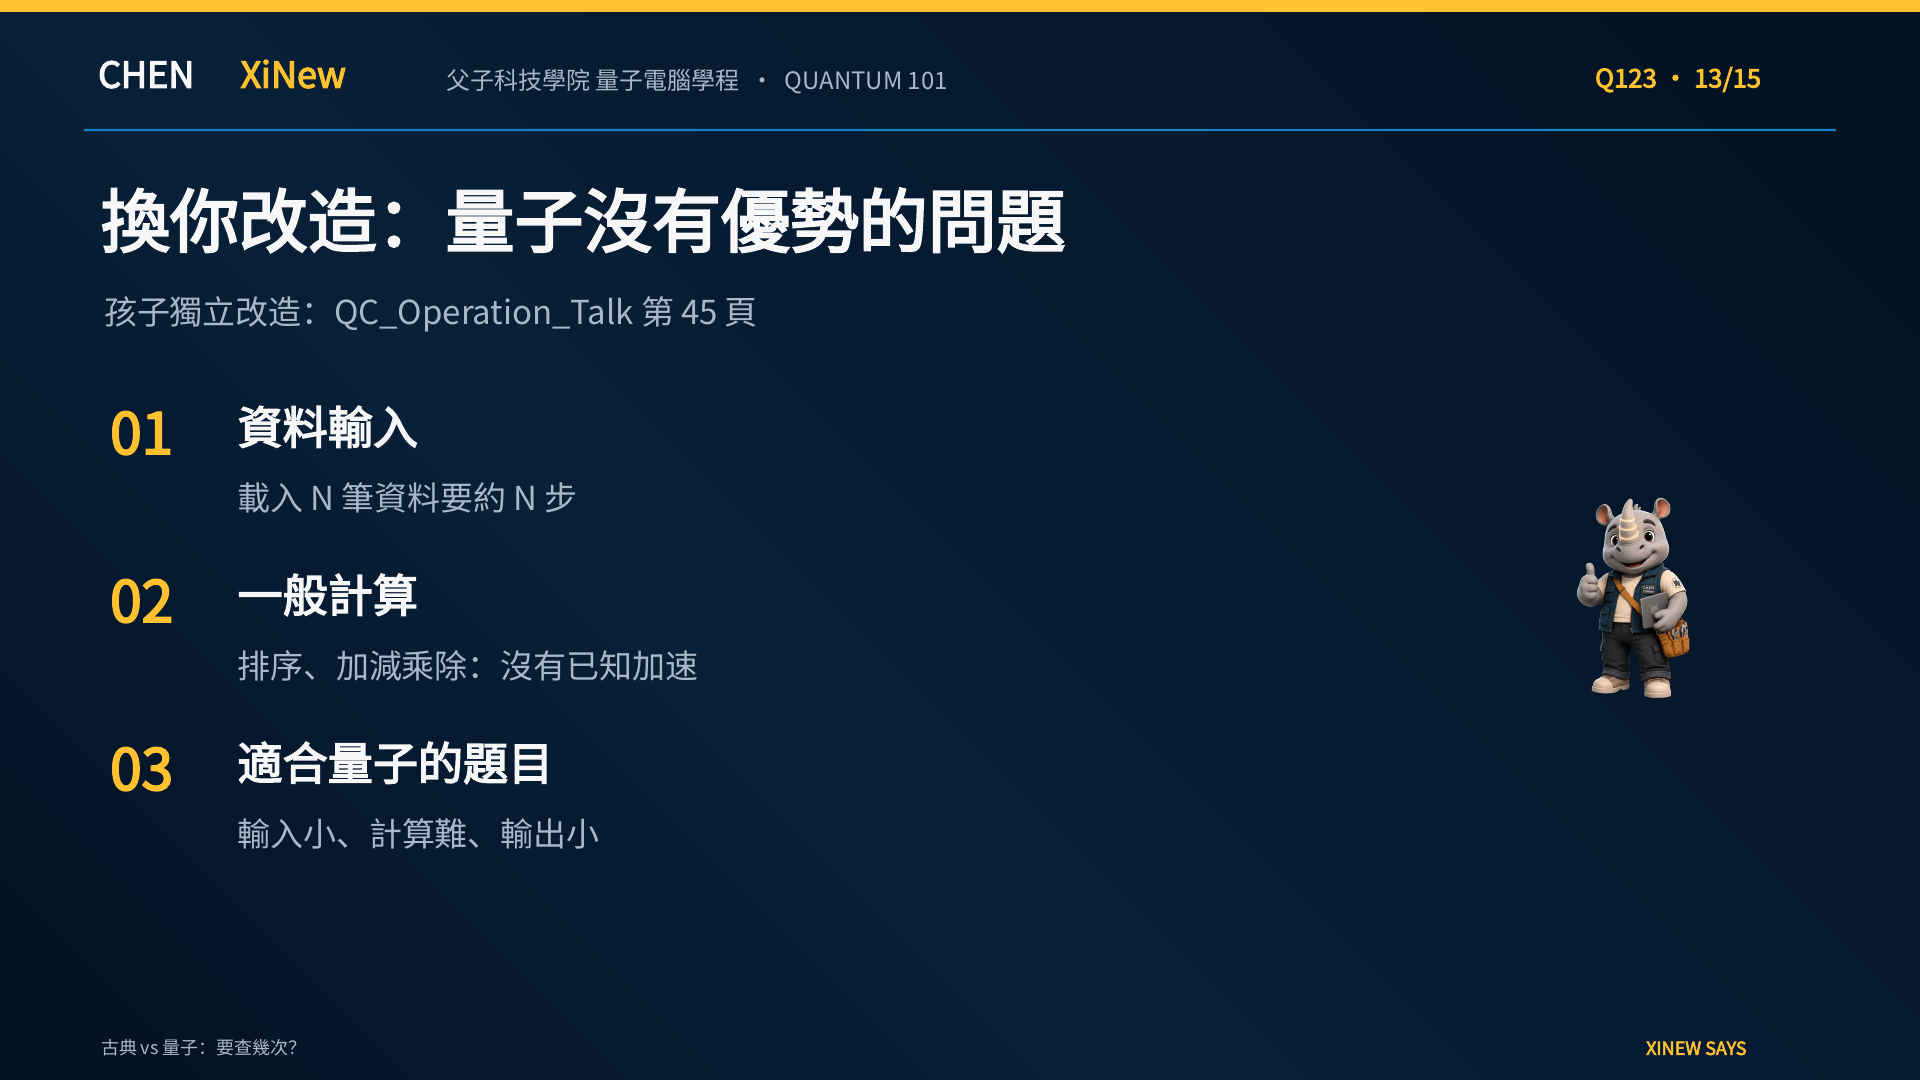 CHEN XiNew 父子科技學院 量子電腦學程 · QUANTUM 101 Q123 · 13/15
換你改造：量子沒有優勢的問題
孩子獨立改造：QC_Operation_Talk 第 45 頁
01 資料輸入
載入 N 筆資料要約 N 步
02 一般計算
排序、加減乘除：沒有已知加速
03 適合量子的題目
輸入小、計算難、輸出小
古典 vs 量子：要查幾次？ XINEW SAYS